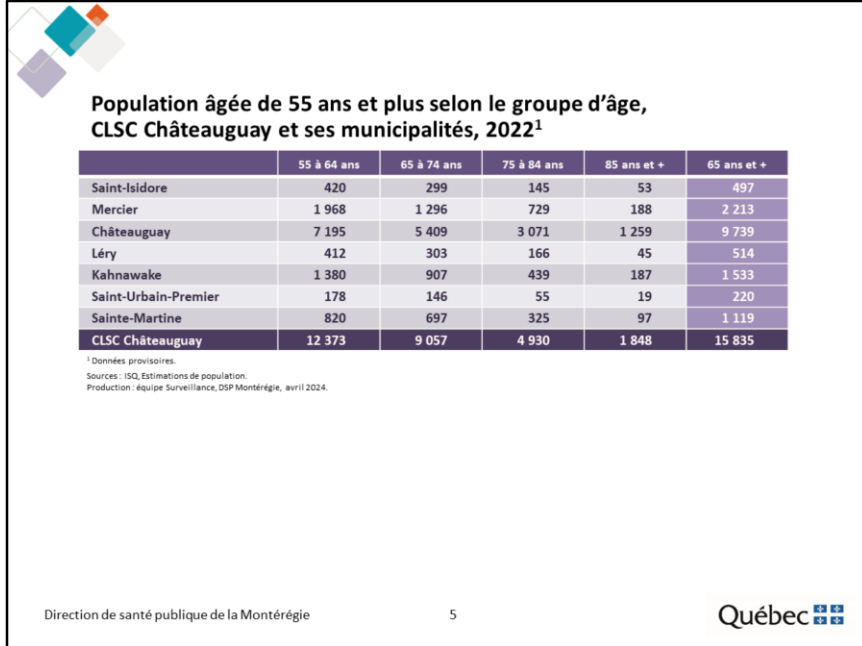 Population âgée de 55 ans et plus selon le groupe d’âge,
CLSC Châteauguay et ses municipalités, 2022¹
55 à 64 ans 65 à 74 ans 75 à 84 ans 85 ans et + 65 ans et +
Saint-Isidore 420 299 145 53 497
Mercier 1 968 1 296 729 188 2 213
Châteauguay 7 195 5 409 3 071 1 259 9 739
Léry 412 303 166 45 514
Kahnawake 1 380 907 439 187 1 533
Saint-Urbain-Premier 178 146 55 19 220
Sainte-Martine 820 697 325 97 1 119
CLSC Châteauguay 12 373 9 057 4 930 1 848 15 835
¹ Données provisoires.
Sources : ISQ, Estimations de population.
Production : équipe Surveillance, DSP Montérégie, avril 2024.
Direction de santé publique de la Montérégie 5 Québec